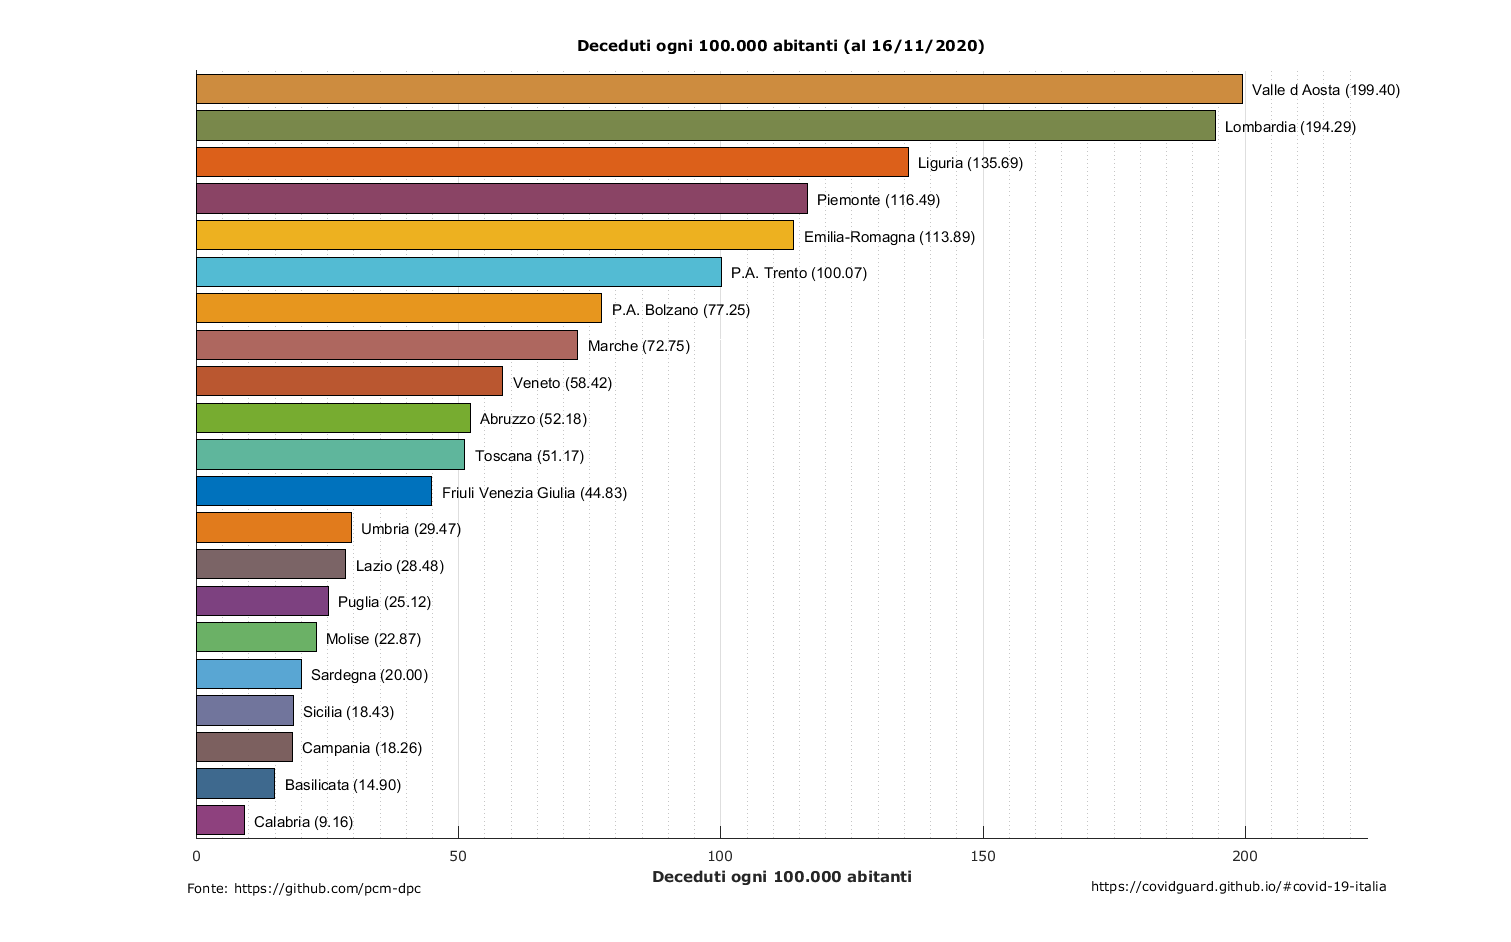 Deceduti ogni 100.000 abitanti (al 16/11/2020)
Valle d Aosta (199.40)
Lombardia (194.29)
Liguria (135.69)
Piemonte (116.49)
Emilia-Romagna (113.89)
P.A. Trento (100.07)
P.A. Bolzano (77.25)
Marche (72.75)
Veneto (58.42)
Abruzzo (52.18)
Toscana (51.17)
Friuli Venezia Giulia (44.83)
Umbria (29.47)
Lazio (28.48)
Puglia (25.12)
Molise (22.87)
Sardegna (20.00)
Sicilia (18.43)
Campania (18.26)
Basilicata (14.90)
Calabria (9.16)
0 50 100 150 200
Deceduti ogni 100.000 abitanti
Fonte: https://github.com/pcm-dpc
https://covidguard.github.io/#covid-19-italia